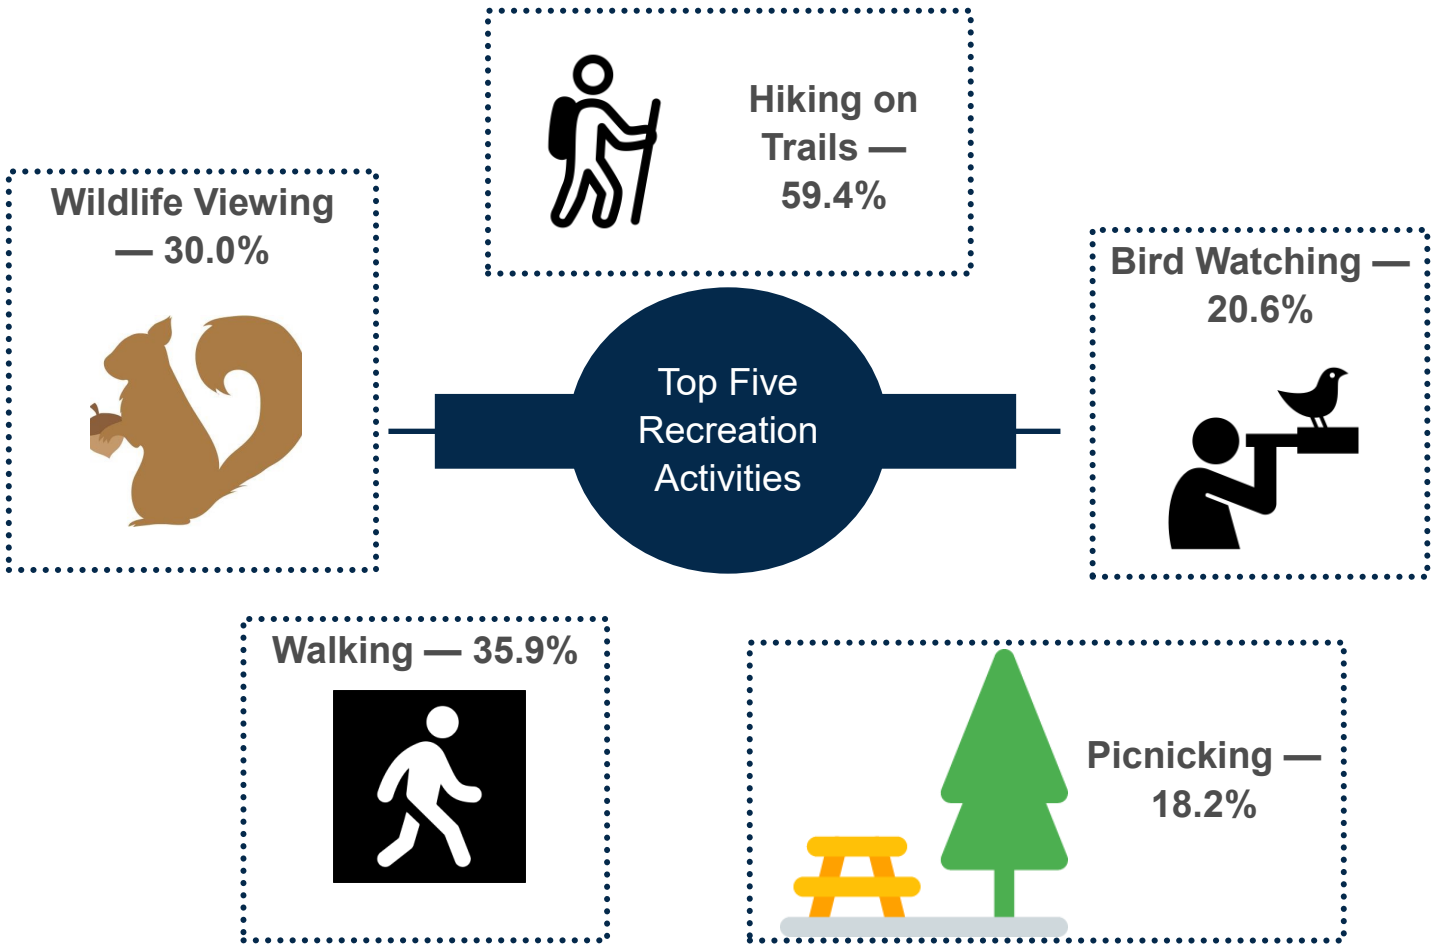 Hiking on
Trails —
59.4%
Wildlife Viewing
— 30.0%
Bird Watching —
20.6%
Top Five
Recreation
Activities
Walking — 35.9%
Picnicking —
18.2%